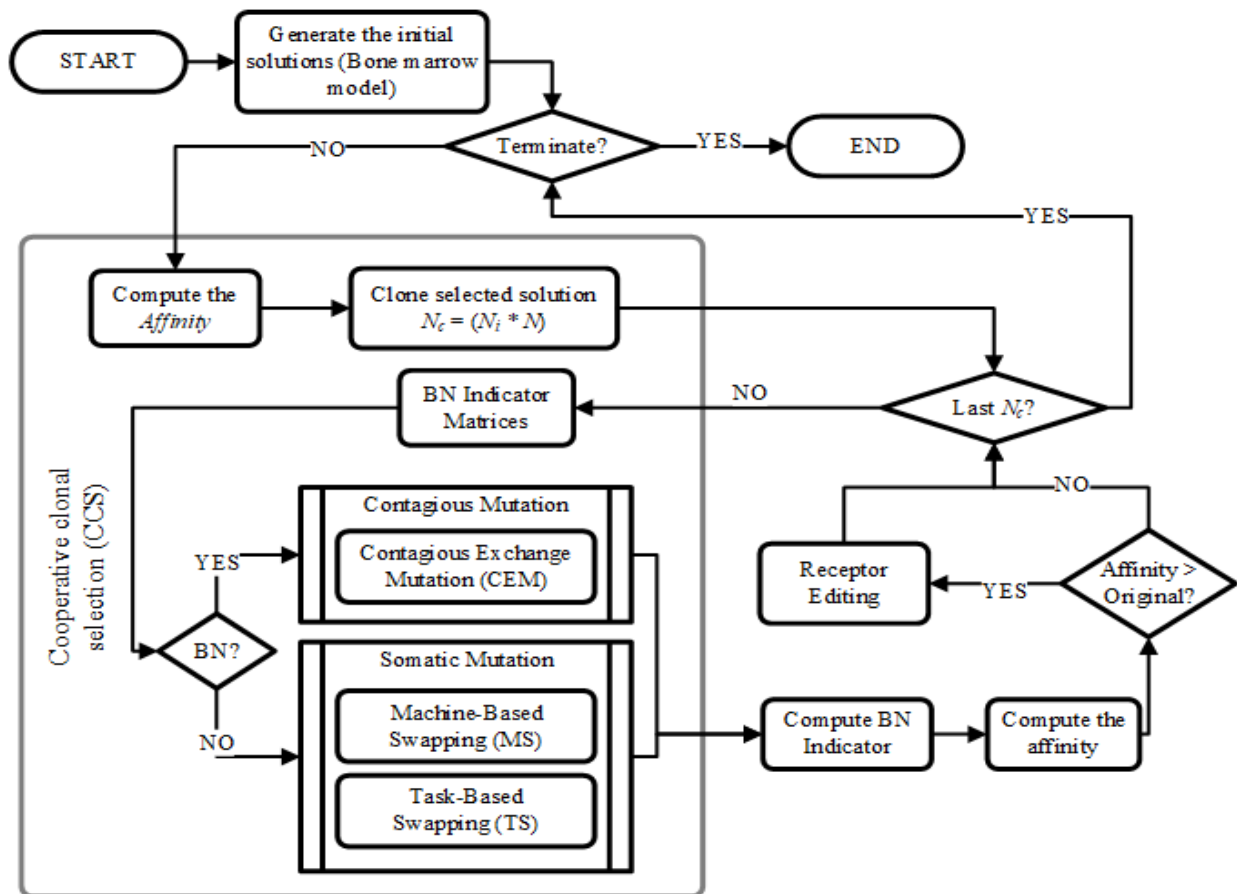 START
Generate the initial
solutions (Bone marrow
model)
Terminate?
YES
END
NO
YES
Compute the
Affinity
Clone selected solution
Nc = (Ni * N)
Last Nc?
NO
BN Indicator
Matrices
Cooperative clonal
selection (CCS)
BN?
YES
NO
Contagious Mutation
Contagious Exchange
Mutation (CEM)
Somatic Mutation
Machine-Based
Swapping (MS)
Task-Based
Swapping (TS)
Compute BN
Indicator
Compute the
affinity
Affinity >
Original?
YES
NO
Receptor
Editing